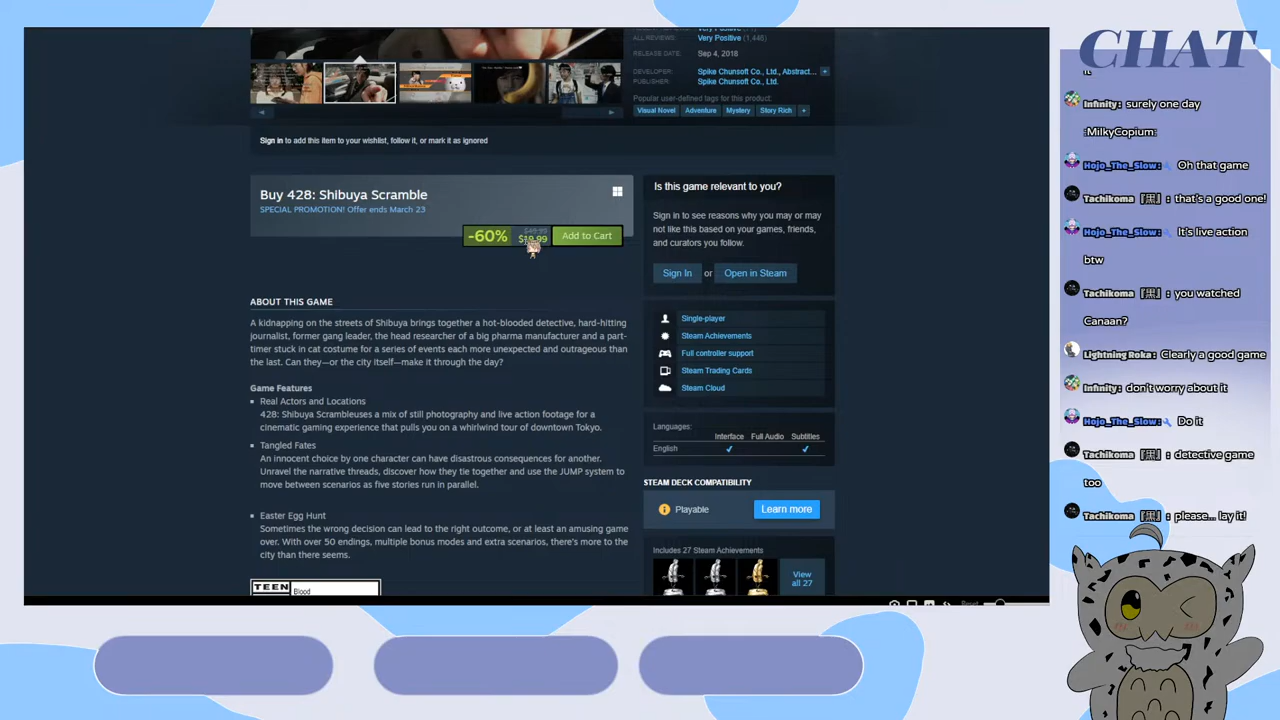 CHAT
Very Positive
ALL REVIEWS: Very Positive (1,446)
RELEASE DATE: Sep 4, 2018
DEVELOPER: Spike Chunsoft Co., Ltd., Abstract... +
PUBLISHER: Spike Chunsoft Co., Ltd.
Popular user-defined tags for this product:
Visual Novel Adventure Mystery Story Rich +
Sign in to add this item to your wishlist, follow it, or mark it as ignored
Buy 428: Shibuya Scramble
SPECIAL PROMOTION! Offer ends March 23
-60% $49.99 $19.99 Add to Cart
Is this game relevant to you?
Sign in to see reasons why you may or may
not like this based on your games, friends,
and curators you follow.
Sign In or Open in Steam
ABOUT THIS GAME
A kidnapping on the streets of Shibuya brings together a hot-blooded detective, hard-hitting
journalist, former gang leader, the head researcher of a big pharma manufacturer and a part-
timer stuck in cat costume for a series of events each more unexpected and outrageous than
the last. Can they—or the city itself—make it through the day?
Game Features
Real Actors and Locations
428: Shibuya Scrambleuses a mix of still photography and live action footage for a
cinematic gaming experience that pulls you on a whirlwind tour of downtown Tokyo.
Tangled Fates
An innocent choice by one character can have disastrous consequences for another.
Unravel the narrative threads, discover how they tie together and use the JUMP system to
move between scenarios as five stories run in parallel.
Easter Egg Hunt
Sometimes the wrong decision can lead to the right outcome, or at least an amusing game
over. With over 50 endings, multiple bonus modes and extra scenarios, there's more to the
city than there seems.
TEEN
Blood
Single-player
Steam Achievements
Full controller support
Steam Trading Cards
Steam Cloud
Languages:
Interface Full Audio Subtitles
English ✔ ✔
STEAM DECK COMPATIBILITY
Playable Learn more
Includes 27 Steam Achievements
View
all 27
Reset
it
Infinity: surely one day
:MilkyCopium:
Hojo_The_Slow: Oh that game
Tachikoma 『黒』: that's a good one!
Hojo_The_Slow: It's live action
btw
Tachikoma 『黒』: you watched
Canaan?
Lightning Roka: Clearly a good game
Infinity: don't worry about it
Hojo_The_Slow: Do it
Tachikoma 『黒』: detective game
too
Tachikoma 『黒』: please... lay it!